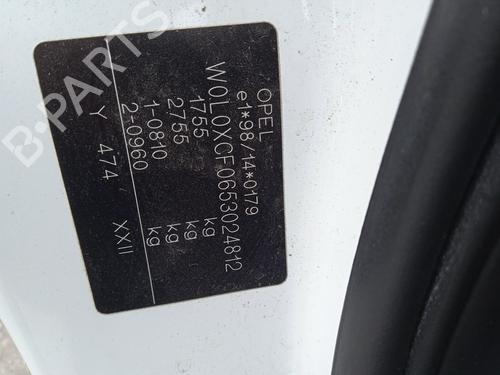 OPEL
e1*98/14*0179
W0L0XCF0653024812
1755 kg
2755 kg
1-0810 kg
2-0960 kg
Y 474 XXII
B-PARTS